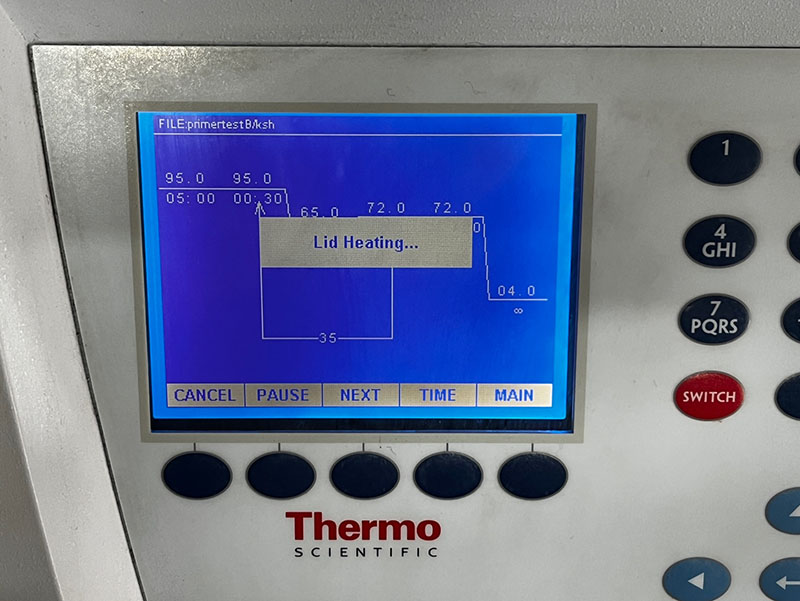 FILE:primertestB/ksh
95.0 95.0
65.0 72.0 72.0
05:00 00:30
0
Lid Heating...
04.0
∞
35
CANCEL PAUSE NEXT TIME MAIN
Thermo
SCIENTIFIC
1
4
GHI
7
PQRS
SWITCH